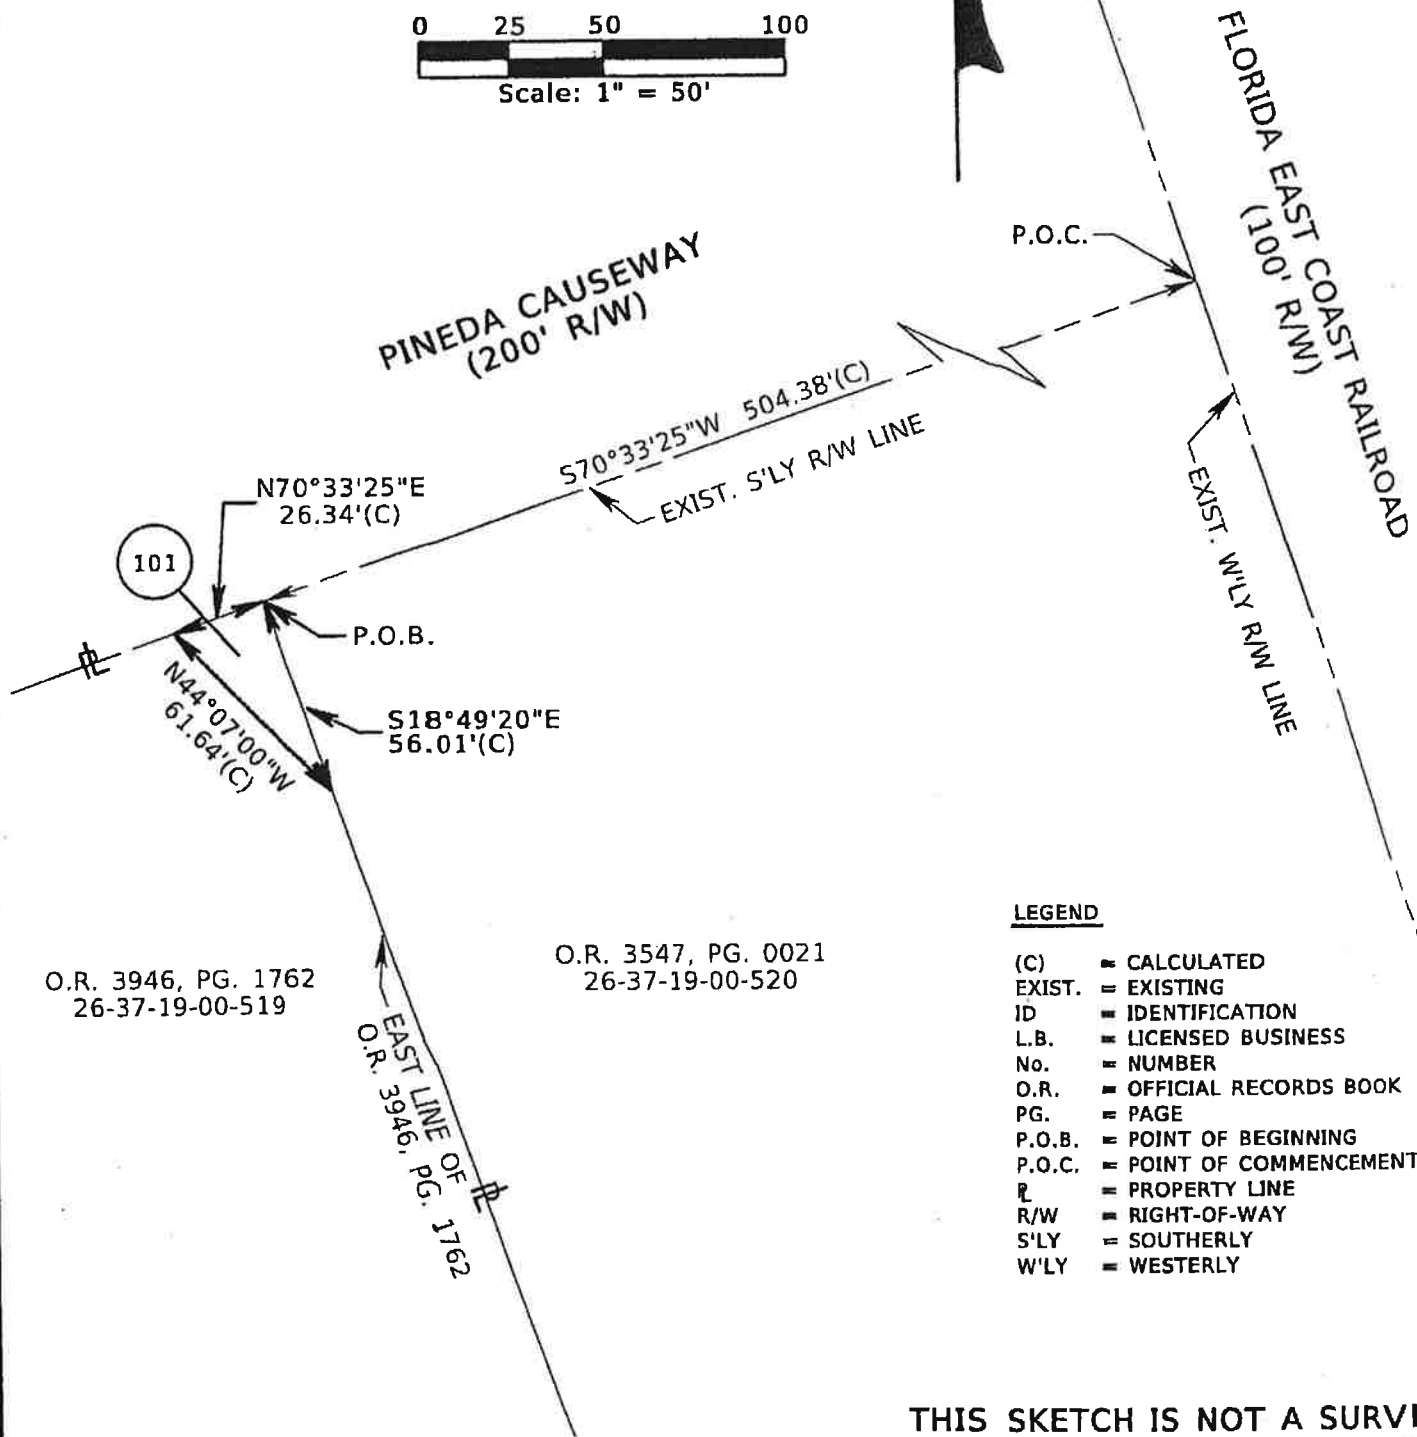 0 25 50 100
Scale: 1" = 50'
FLORIDA EAST COAST RAILROAD
(100' R/W)
P.O.C.
PINEDA CAUSEWAY
(200' R/W)
S70°33'25"W 504.38'(C)
EXIST. S'LY R/W LINE
EXIST. W'LY R/W LINE
N70°33'25"E
26.34'(C)
101
P.O.B.
N44°07'00"W
61.64'(C)
S18°49'20"E
56.01'(C)
O.R. 3946, PG. 1762
26-37-19-00-519
O.R. 3547, PG. 0021
26-37-19-00-520
EAST LINE OF
O.R. 3946, PG. 1762
LEGEND
(C) = CALCULATED
EXIST. = EXISTING
ID = IDENTIFICATION
L.B. = LICENSED BUSINESS
No. = NUMBER
O.R. = OFFICIAL RECORDS BOOK
PG. = PAGE
P.O.B. = POINT OF BEGINNING
P.O.C. = POINT OF COMMENCEMENT
PL = PROPERTY LINE
R/W = RIGHT-OF-WAY
S'LY = SOUTHERLY
W'LY = WESTERLY
THIS SKETCH IS NOT A SURV